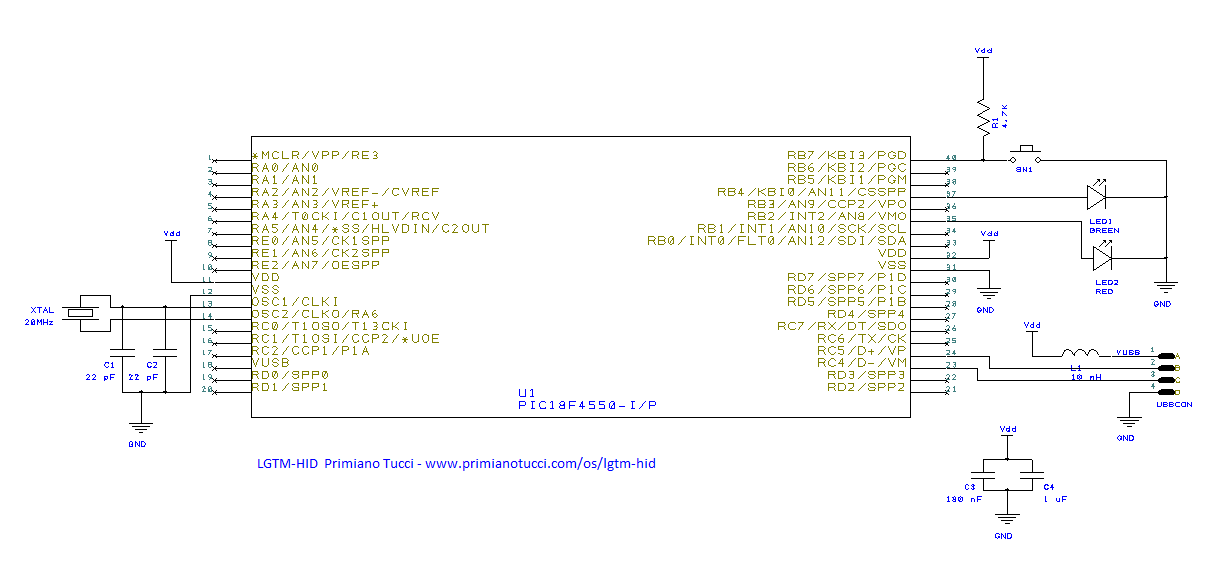 Vdd
R1
4.7K
1 *MCLR/VPP/RE3 RB7/KBI3/PGD 40
2 RA0/AN0 RB6/KBI2/PGC 39
3 RA1/AN1 RB5/KBI1/PGM 38
4 RA2/AN2/VREF-/CVREF RB4/KBI0/AN11/CSSPP 37
5 RA3/AN3/VREF+ RB3/AN9/CCP2/VPO 36
6 RA4/T0CKI/C1OUT/RCV RB2/INT2/AN8/VMO 35
7 RA5/AN4/*SS/HLVDIN/C2OUT RB1/INT1/AN10/SCK/SCL 34
8 RE0/AN5/CK1SPP RB0/INT0/FLT0/AN12/SDI/SDA 33
9 RE1/AN6/CK2SPP VDD 32
10 RE2/AN7/OESPP VSS 31
11 VDD RD7/SPP7/P1D 30
12 VSS RD6/SPP6/P1C 29
13 OSC1/CLKI RD5/SPP5/P1B 28
14 OSC2/CLKO/RA6 RD4/SPP4 27
15 RC0/T1OSO/T13CKI RC7/RX/DT/SDO 26
16 RC1/T1OSI/CCP2/*UOE RC6/TX/CK 25
17 RC2/CCP1/P1A RC5/D+/VP 24
18 VUSB RC4/D-/VM 23
19 RD0/SPP0 RD3/SPP3 22
20 RD1/SPP1 RD2/SPP2 21
U1
PIC18F4550-I/P
SW1
LED1
GREEN
Vdd
Vdd
LED2
RED
GND
GND
XTAL
20MHz
C1
22 pF
C2
22 pF
GND
Vdd
VUSB
L1
10 mH
1 A
2 B
3 C
4 D
USBCON
GND
LGTM-HID Primiano Tucci - www.primianotucci.com/os/lgtm-hid
Vdd
C3
180 nF
C4
1 uF
GND